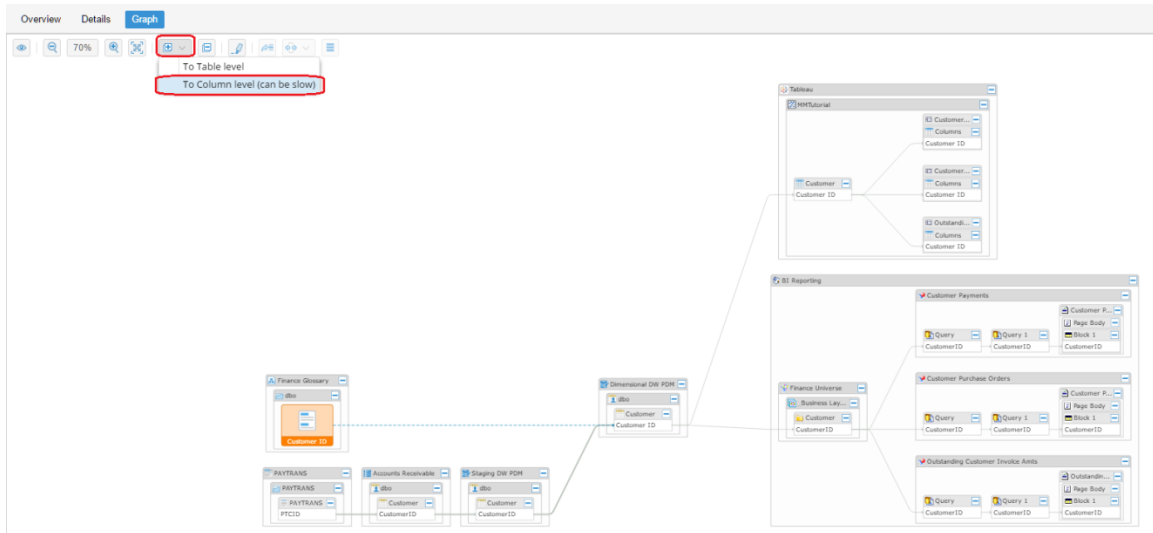 Overview Details Graph
70%
To Table level
To Column level (can be slow)
Tableau
MMTutorial
Customer...
Columns
Customer ID
Customer...
Columns
Customer ID
Customer
Customer ID
Outstandi...
Columns
Customer ID
BI Reporting
Customer Payments
Customer P...
Page Body
Query Query 1 Block 1
CustomerID CustomerID CustomerID
Finance Glossary
dbo
Customer ID
Dimensional DW PDM
dbo
Customer
Customer ID
Finance Universe
Business Lay...
Customer
CustomerID
Customer Purchase Orders
Customer P...
Page Body
Query Query 1 Block 1
CustomerID CustomerID CustomerID
PAYTRANS Accounts Receivable Staging DW PDM
PAYTRANS dbo dbo
PAYTRANS Customer Customer
PTCID CustomerID CustomerID
Outstanding Customer Invoice Amts
Outstandin...
Page Body
Query Query 1 Block 1
CustomerID CustomerID CustomerID